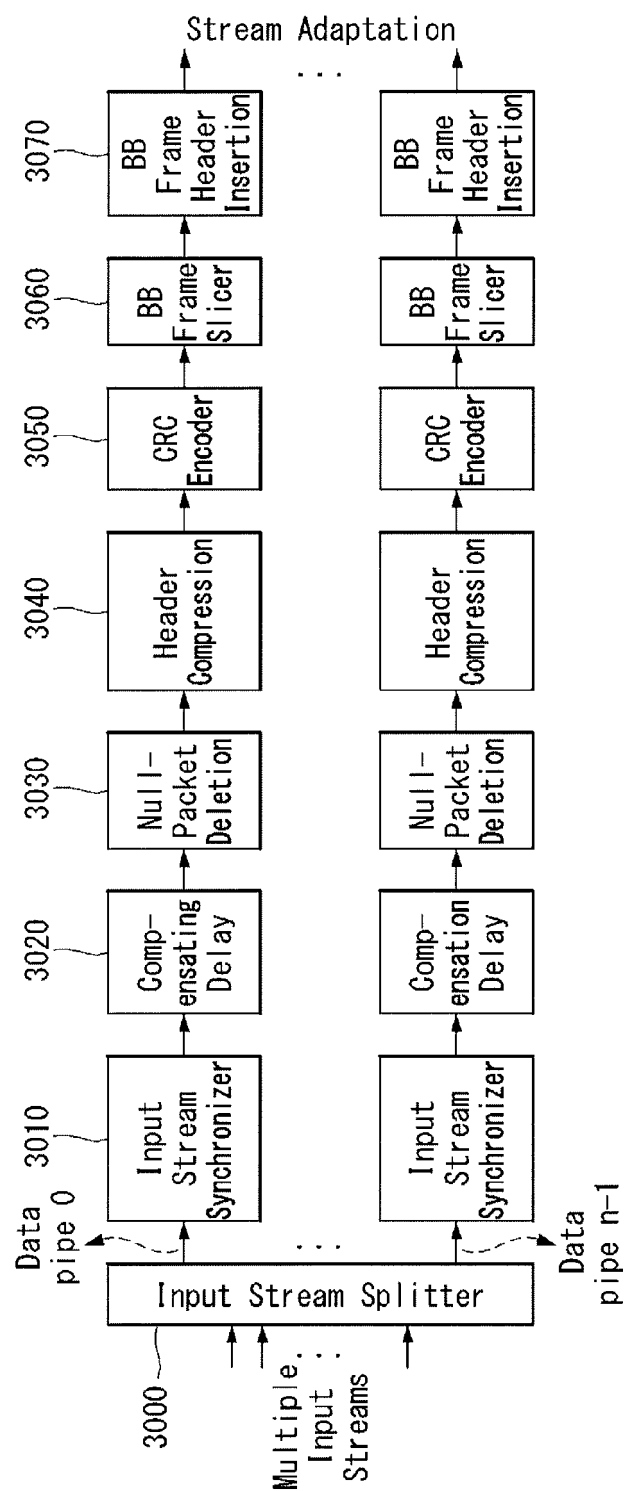 3000
3010
3020
3030
3040
3050
3060
3070
Multiple
Input
Streams
...
Input Stream Splitter
Data
pipe 0
Input
Stream
Synchronizer
Comp-
ensating
Delay
Null-
Packet
Deletion
Header
Compression
CRC
Encoder
BB
Frame
Slicer
BB
Frame
Header
Insertion
Stream Adaptation
...
...
Data
pipe n-1
Input
Stream
Synchronizer
Comp-
ensation
Delay
Null-
Packet
Deletion
Header
Compression
CRC
Encoder
BB
Frame
Slicer
BB
Frame
Header
Insertion